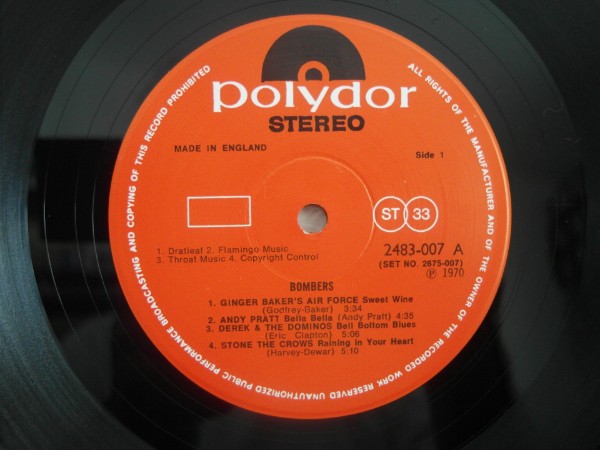 polydor
STEREO
MADE IN ENGLAND
Side 1
ST 33
1. Dratleaf 2. Flamingo Music
3. Throat Music 4. Copyright Control
2483-007 A
(SET NO. 2675-007)
℗ 1970
BOMBERS
1. GINGER BAKER'S AIR FORCE Sweet Wine
(Godfrey-Baker) 3:34
2. ANDY PRATT Bella Bella (Andy Pratt) 4:35
3. DEREK & THE DOMINOS Bell Bottom Blues
(Eric Clapton) 5:06
4. STONE THE CROWS Raining in Your Heart
(Harvey-Dewar) 5:10
ALL RIGHTS OF THE MANUFACTURER AND OF THE OWNER OF THE RECORDED WORK RESERVED UNAUTHORIZED PUBLIC PERFORMANCE BROADCASTING AND COPYING OF THIS RECORD PROHIBITED